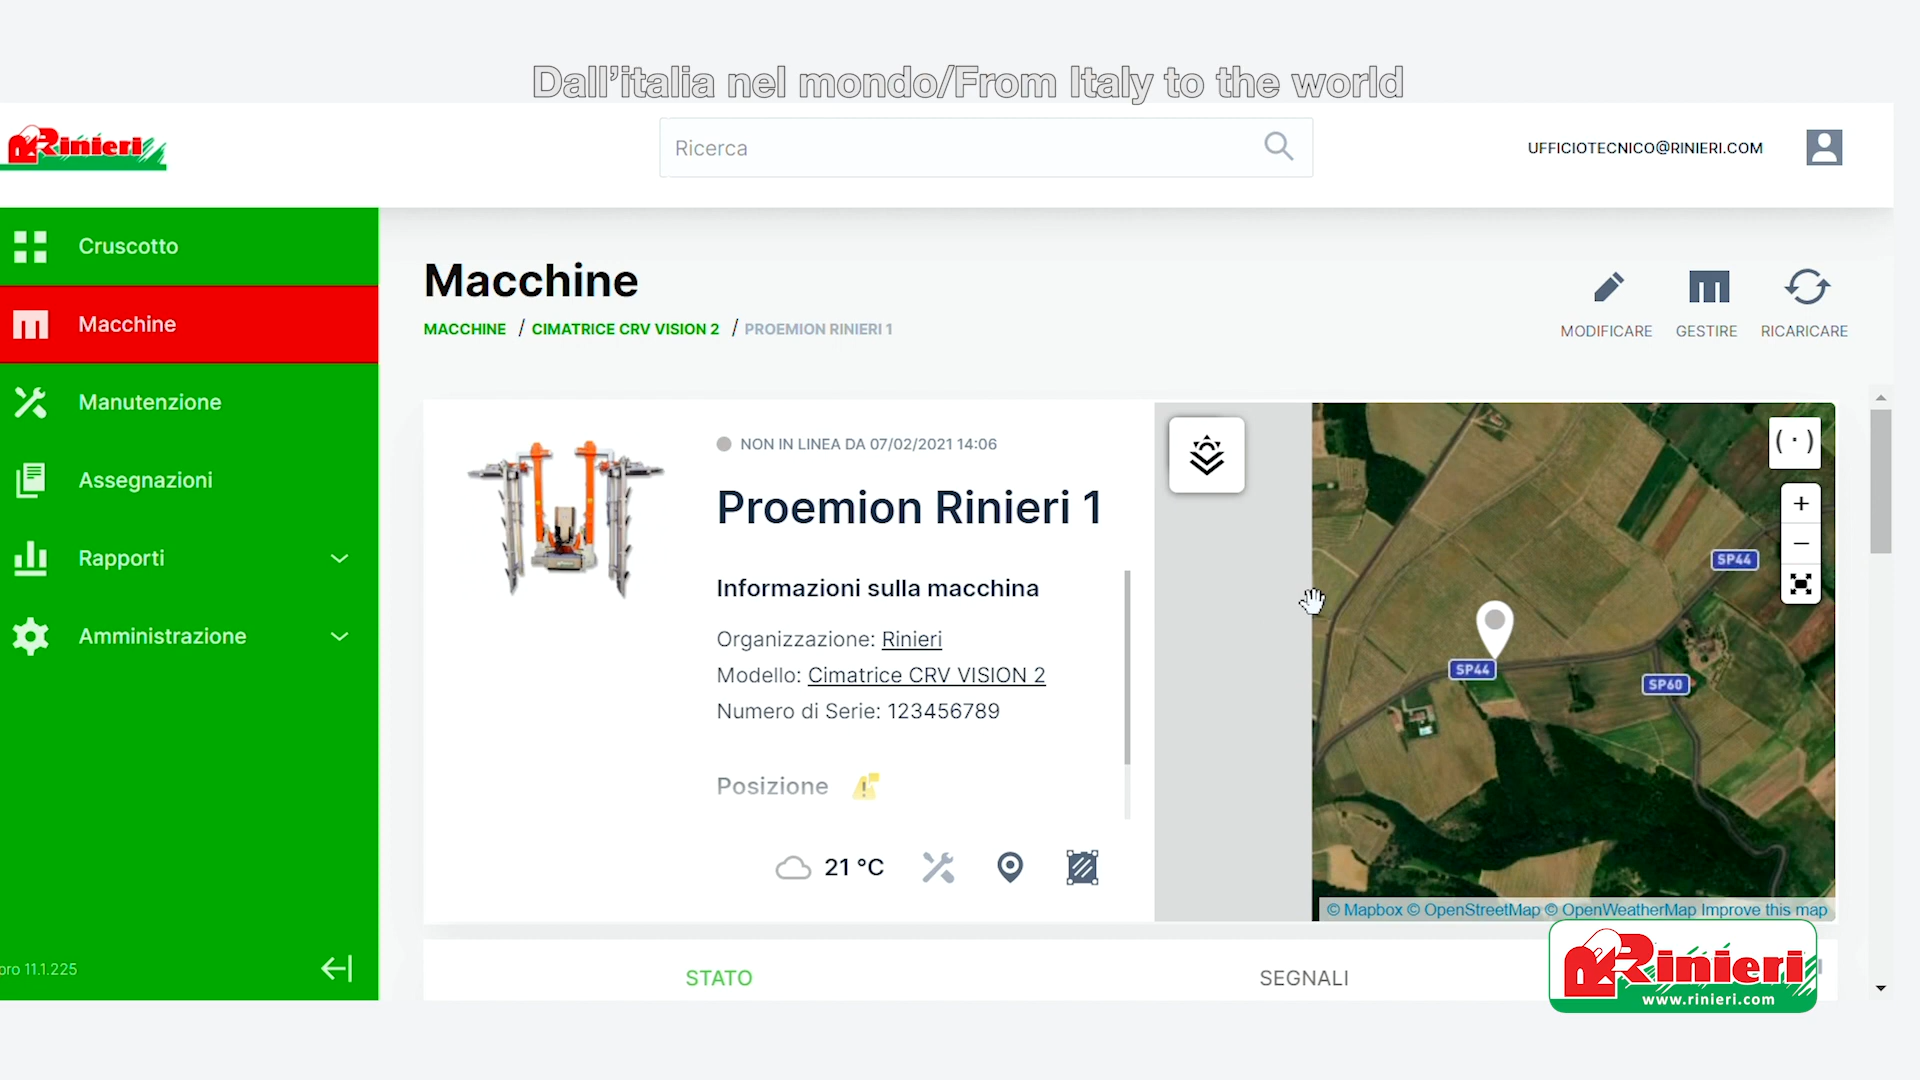 Dall'italia nel mondo/From Italy to the world
Rinieri
Ricerca
UFFICIOTECNICO@RINIERI.COM
Cruscotto
Macchine
Manutenzione
Assegnazioni
Rapporti
Amministrazione
pro 11.1.225
Macchine
MACCHINE / CIMATRICE CRV VISION 2 / PROEMION RINIERI 1
MODIFICARE
GESTIRE
RICARICARE
NON IN LINEA DA 07/02/2021 14:06
Proemion Rinieri 1
Informazioni sulla macchina
Organizzazione: Rinieri
Modello: Cimatrice CRV VISION 2
Numero di Serie: 123456789
Posizione
21 °C
SP44
SP44
SP60
© Mapbox © OpenStreetMap © OpenWeatherMap Improve this map
STATO
SEGNALI
Rinieri
www.rinieri.com